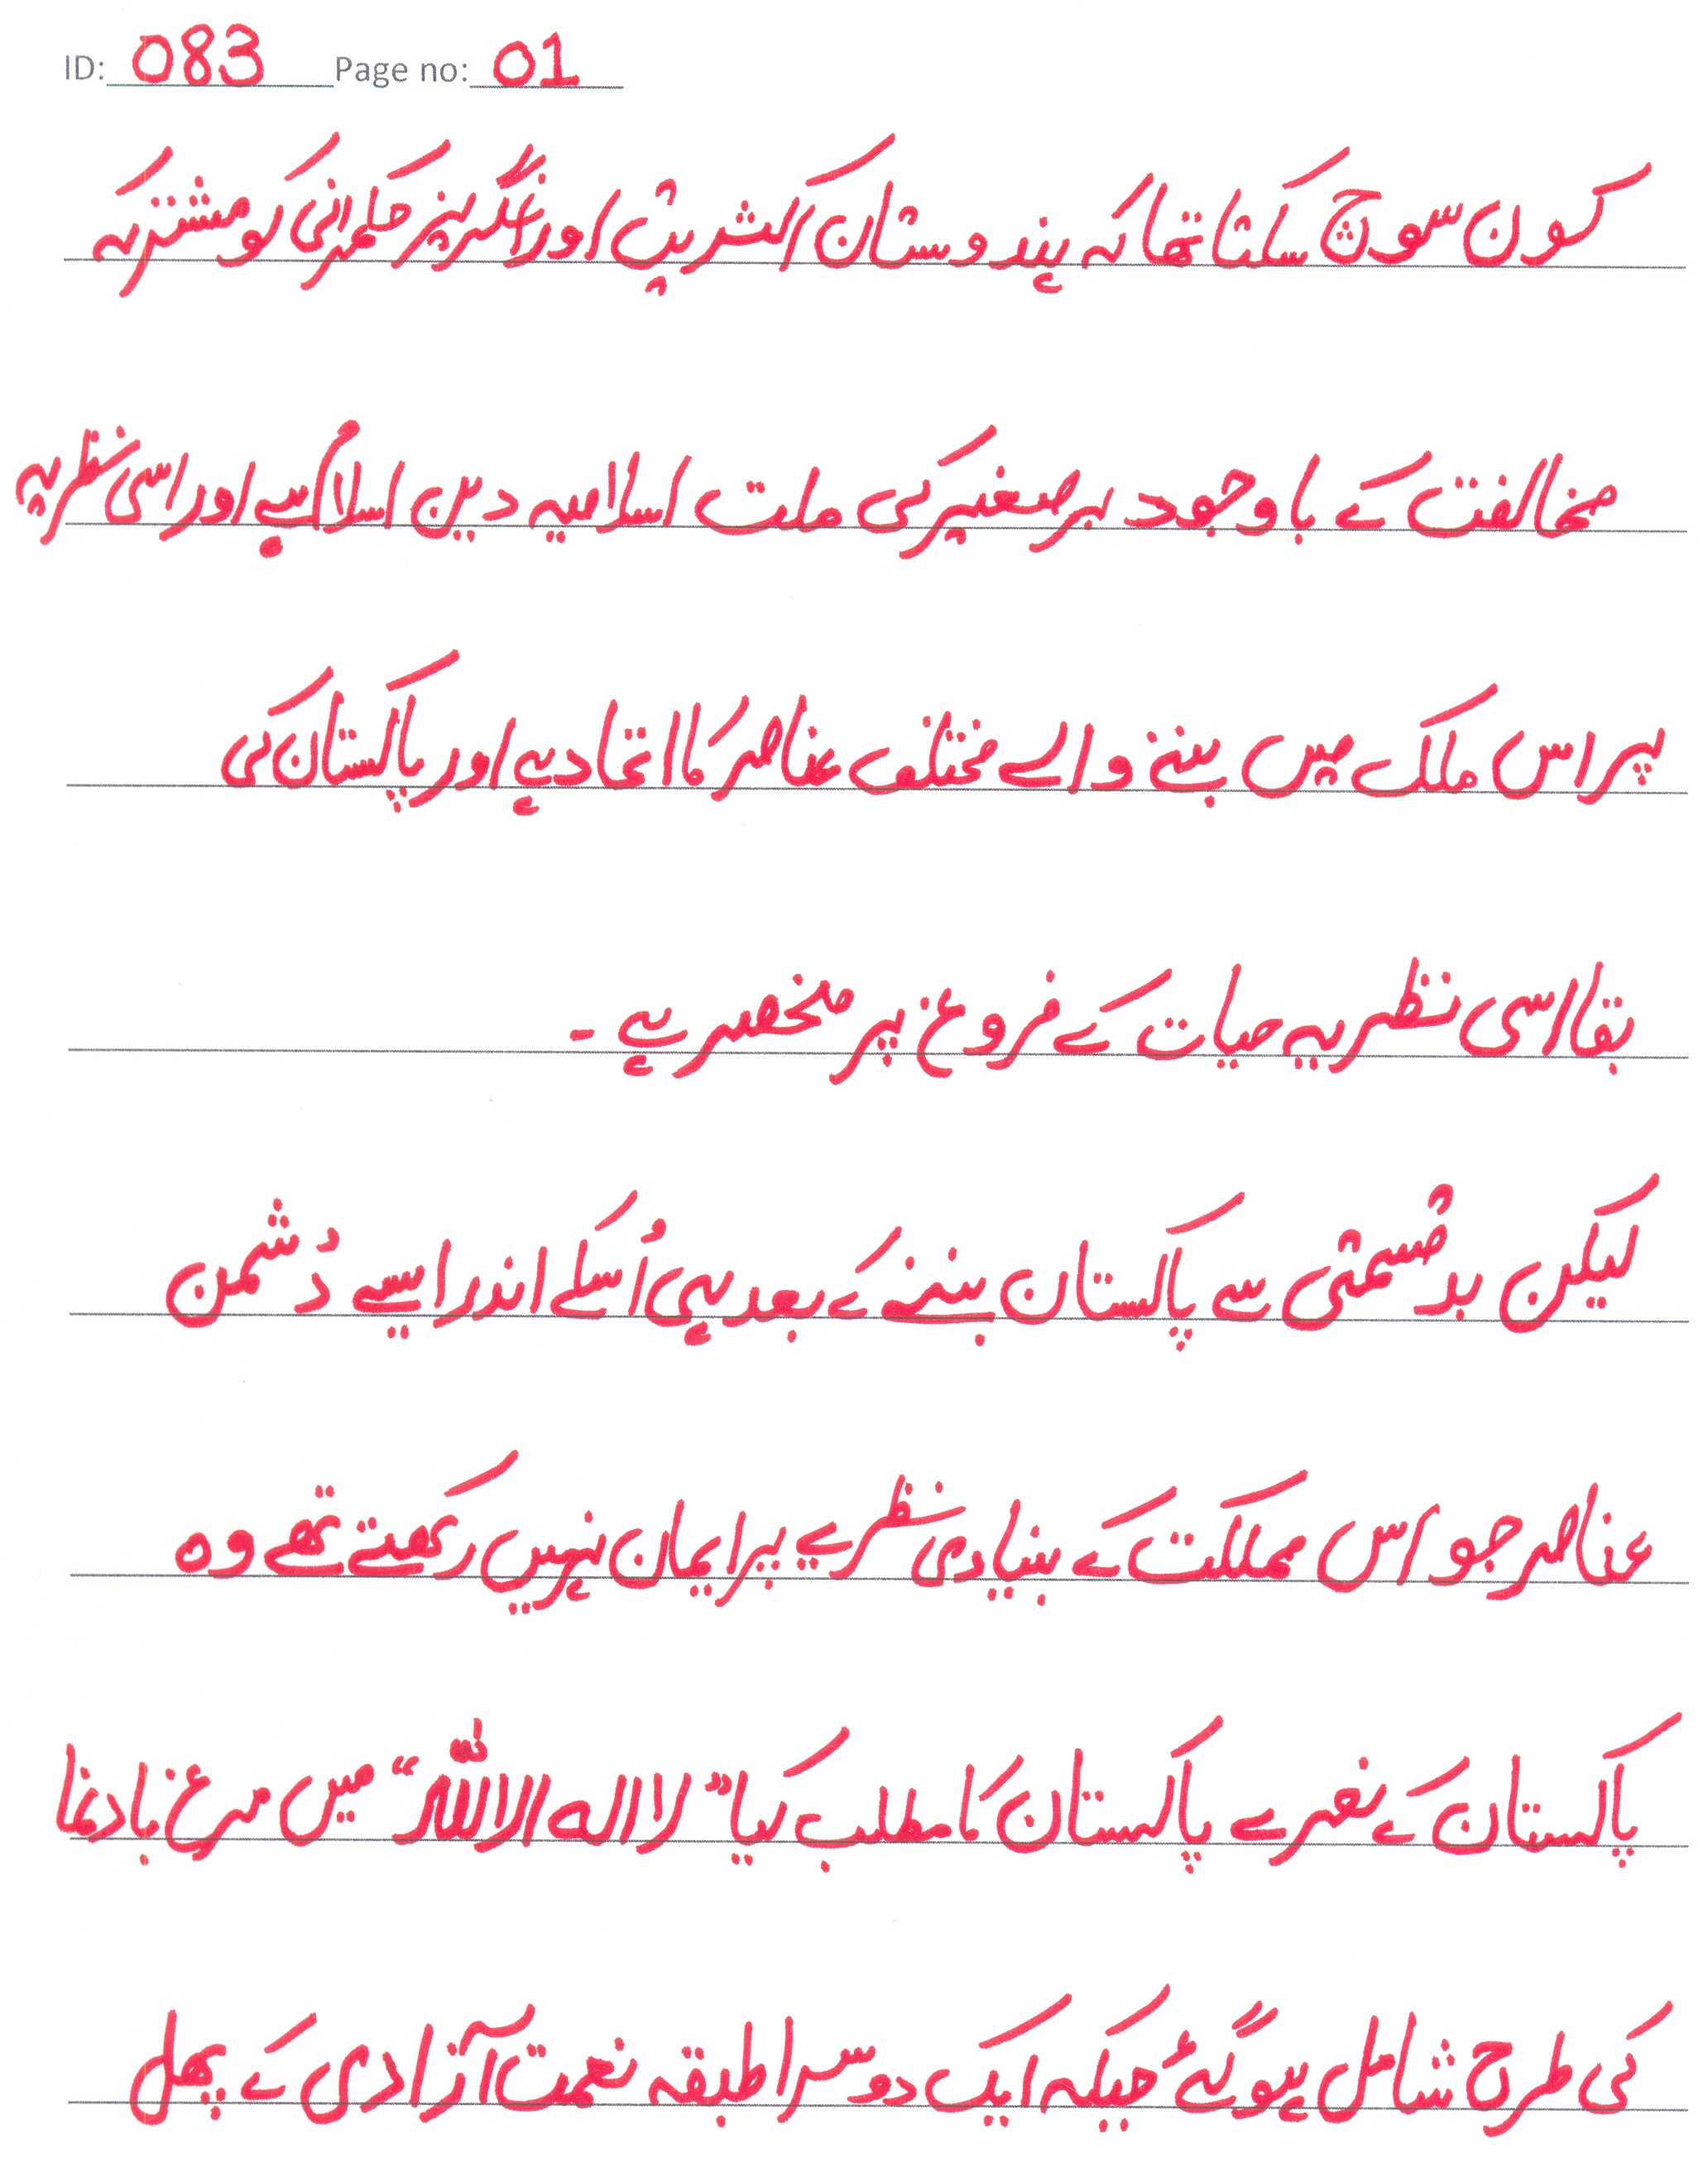 ID: 083 Page no: 01
کون سوچ سکتا تھا کہ ہندوستان اکثریت اور انگریز حکمرانی کو مشترکہ
مخالفت کے باوجود برصغیر کی ملت اسلامیہ دین اسلام ہے اور اسی نظریہ
پر اس ملک میں بسنے والے مختلف عناصر کا اتحاد ہے اور پاکستان کی
بقا اسی نظریہ حیات کے فروغ پر منحصر ہے ۔
لیکن بد قسمتی سے پاکستان بننے کے بعد ہی اُسکے اندر ایسے دُشمن
عناصر جو اس مملکت کے بنیادی نظریے پر ایمان نہیں رکھتے تھے وہ
پاکستان کے نعرے پاکستان کا مطلب کیا" لا الہ الا اللہ" میں مرغ بادنما
کی طرح شامل ہوگئے جبکہ ایک دوسرا طبقہ نعمت آزادی کے پھل